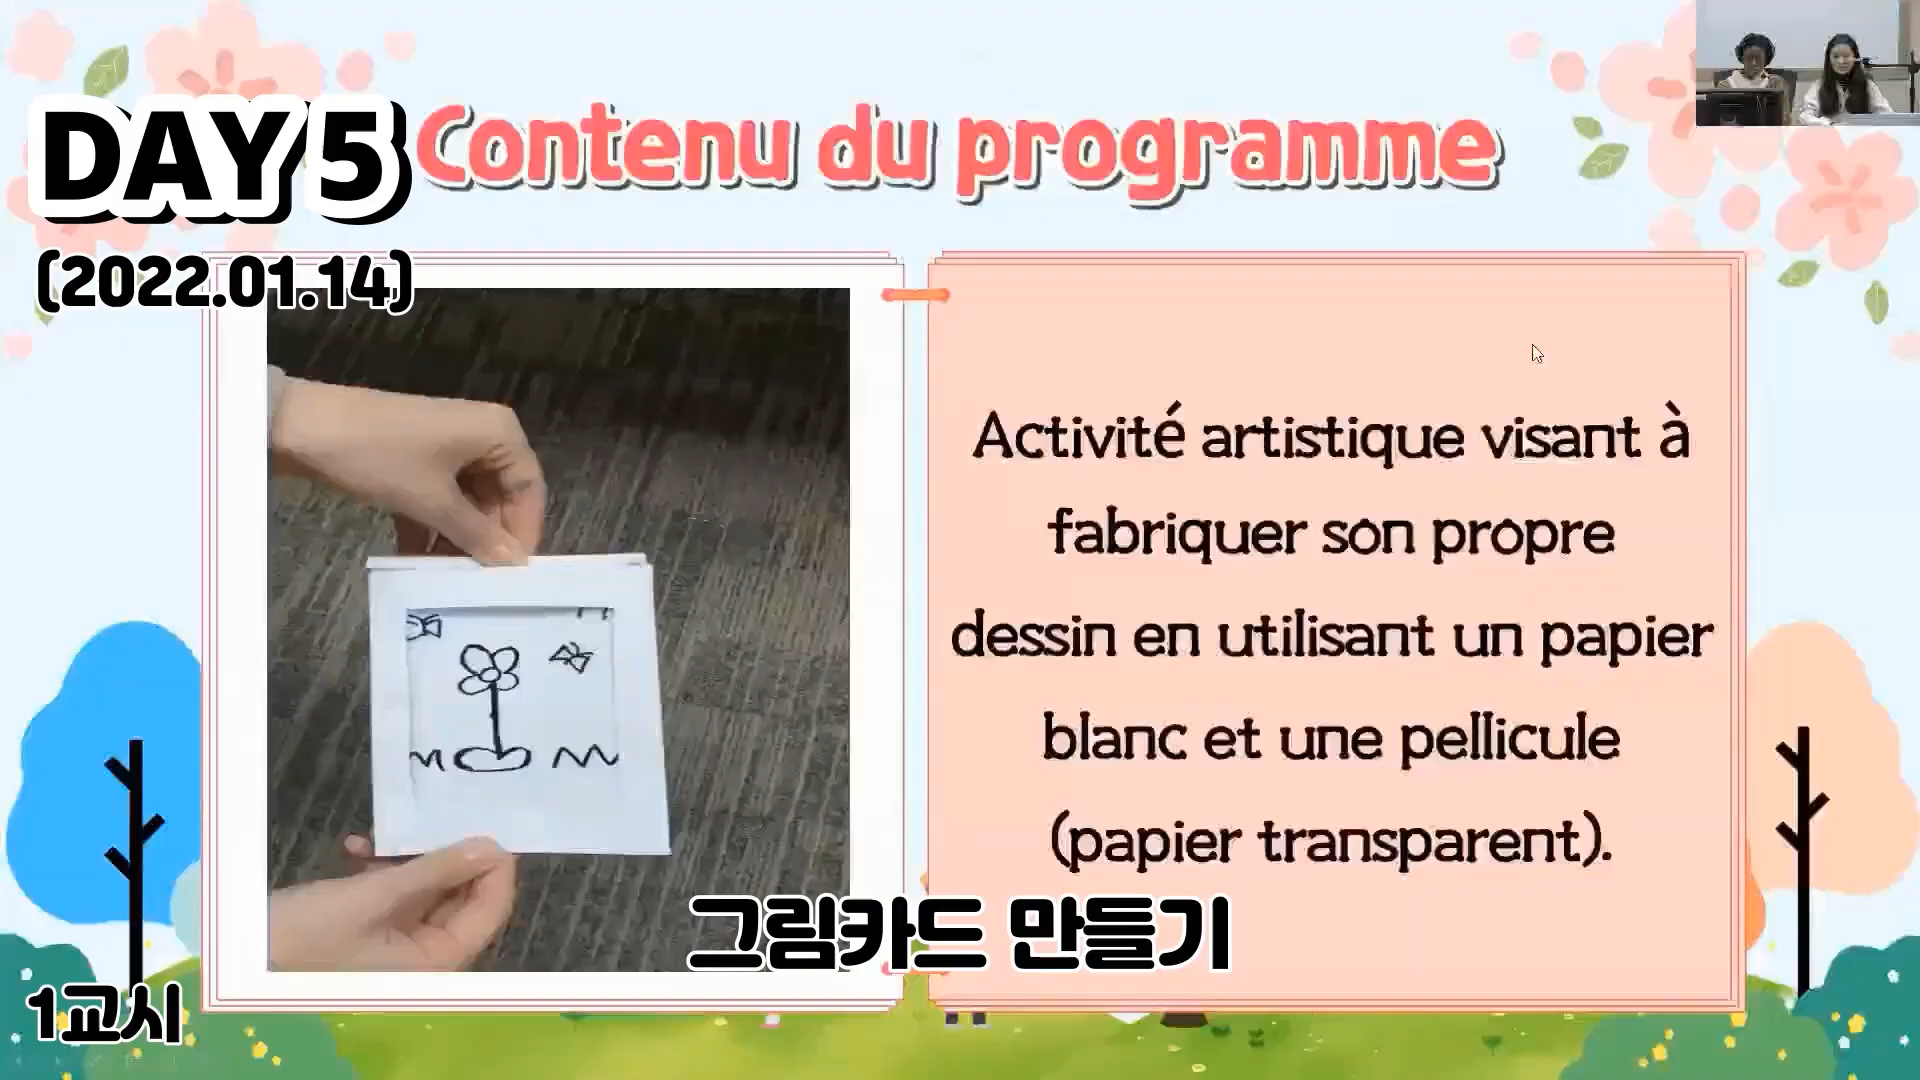 DAY 5
Contenu du programme
(2022.01.14)
Activité artistique visant à
fabriquer son propre
dessin en utilisant un papier
blanc et une pellicule
(papier transparent).
그림카드 만들기
1교시